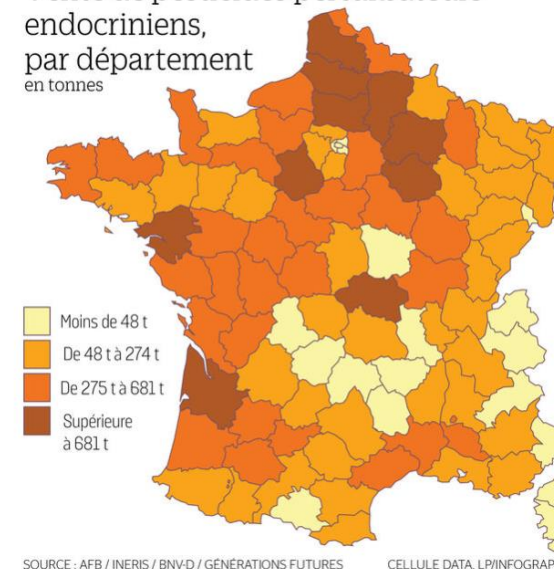 endocriniens,
par département
en tonnes
Moins de 48 t
De 48 t à 274 t
De 275 t à 681 t
Supérieure
à 681 t
SOURCE : AFB / INERIS / BNV-D / GÉNÉRATIONS FUTURES
CELLULE DATA. LP/INFOGRAP